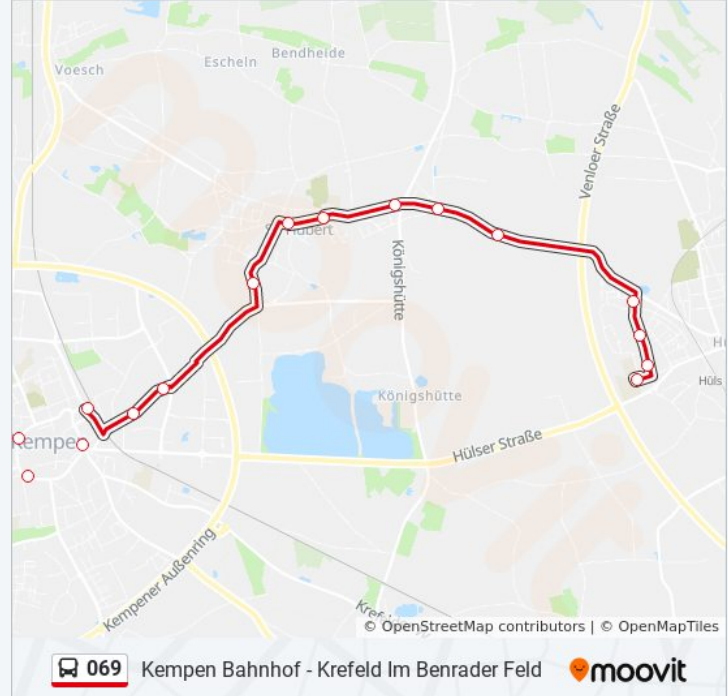 Bendheide
Escheln
Voesch
Venloer Straße
Hubert
Königshütte
Königshütte
Hüls
Kempen
Hülser Straße
Kempener Außenring
© OpenStreetMap contributors | © OpenMapTiles
069 Kempen Bahnhof - Krefeld Im Benrader Feld moovit